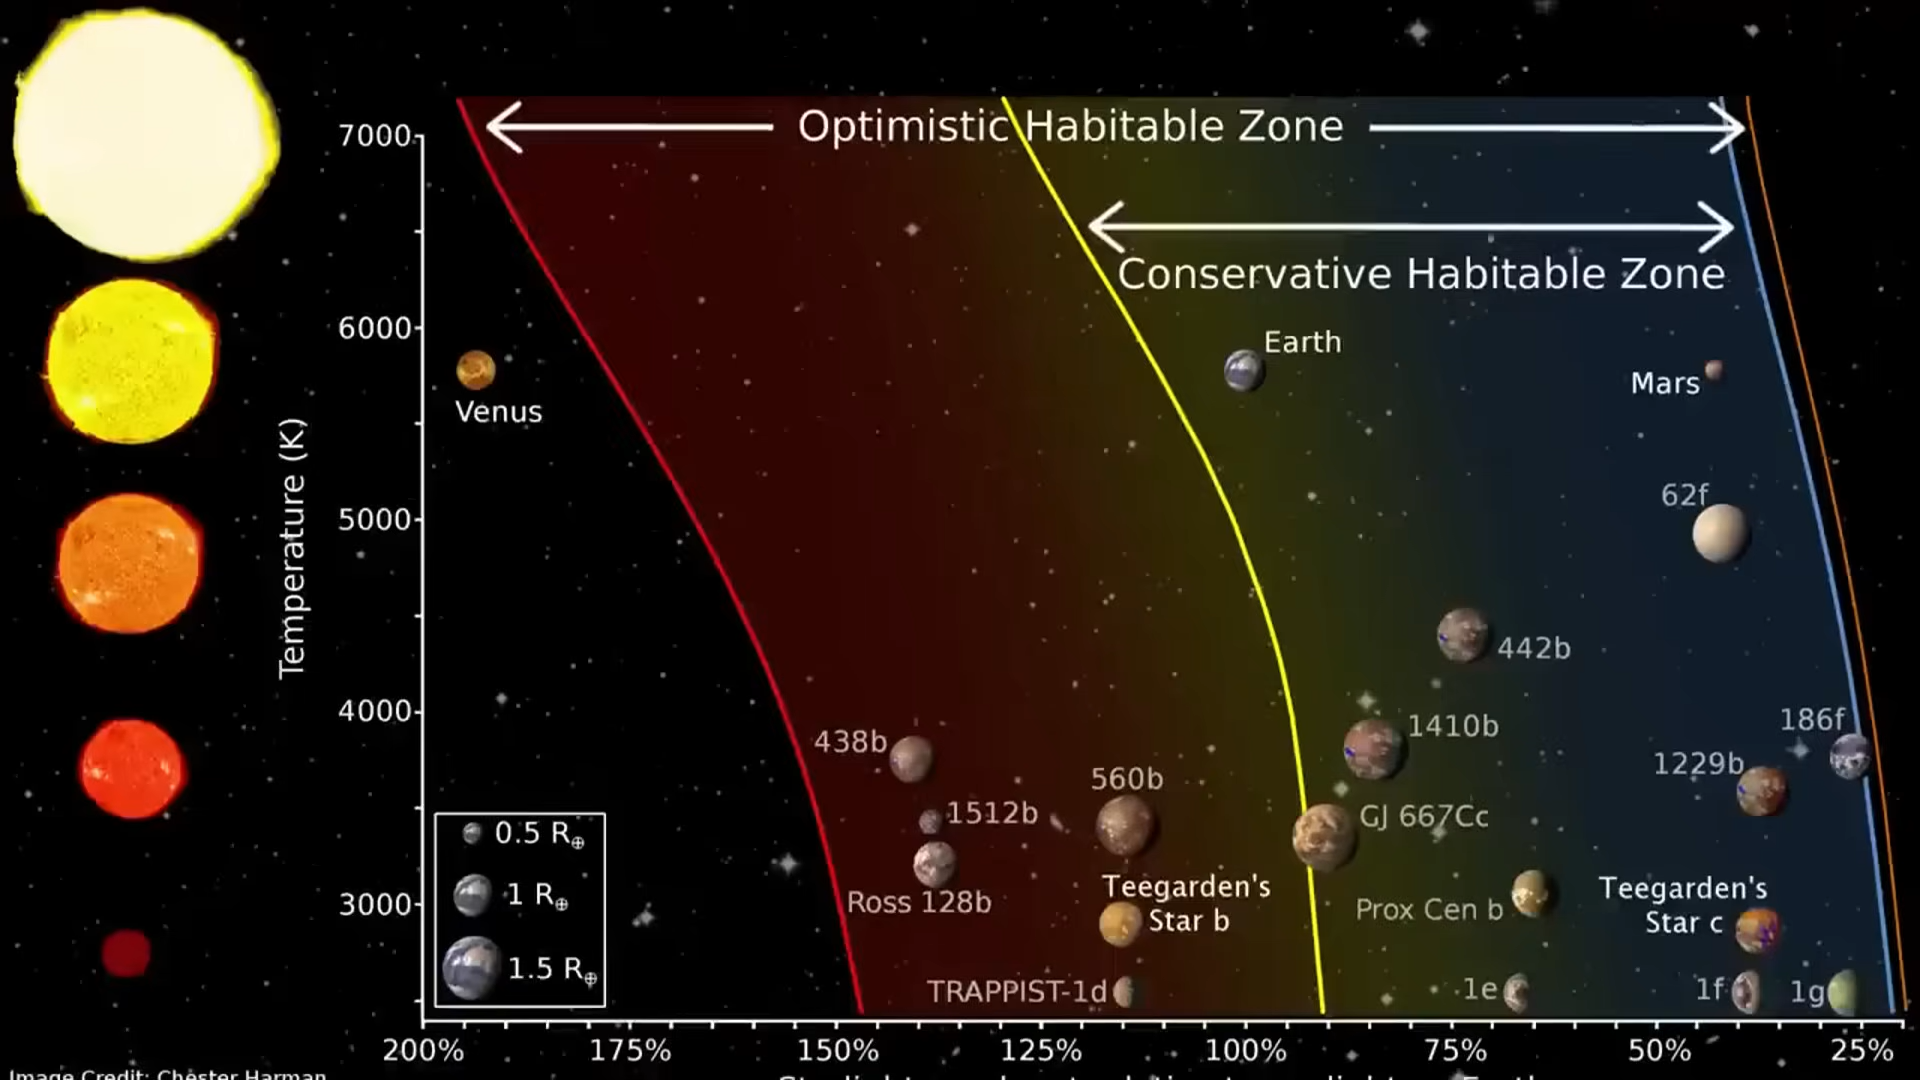 Optimistic Habitable Zone
Conservative Habitable Zone
7000
6000
5000
4000
3000
Temperature (K)
Earth
Mars
Venus
62f
442b
1410b
186f
438b
1229b
560b
1512b
GJ 667Cc
Ross 128b
Teegarden's
Star b
Prox Cen b
Teegarden's
Star c
TRAPPIST-1d
1e
1f
1g
0.5 R⊕
1 R⊕
1.5 R⊕
200% 175% 150% 125% 100% 75% 50% 25%
Image Credit: Chester Harman